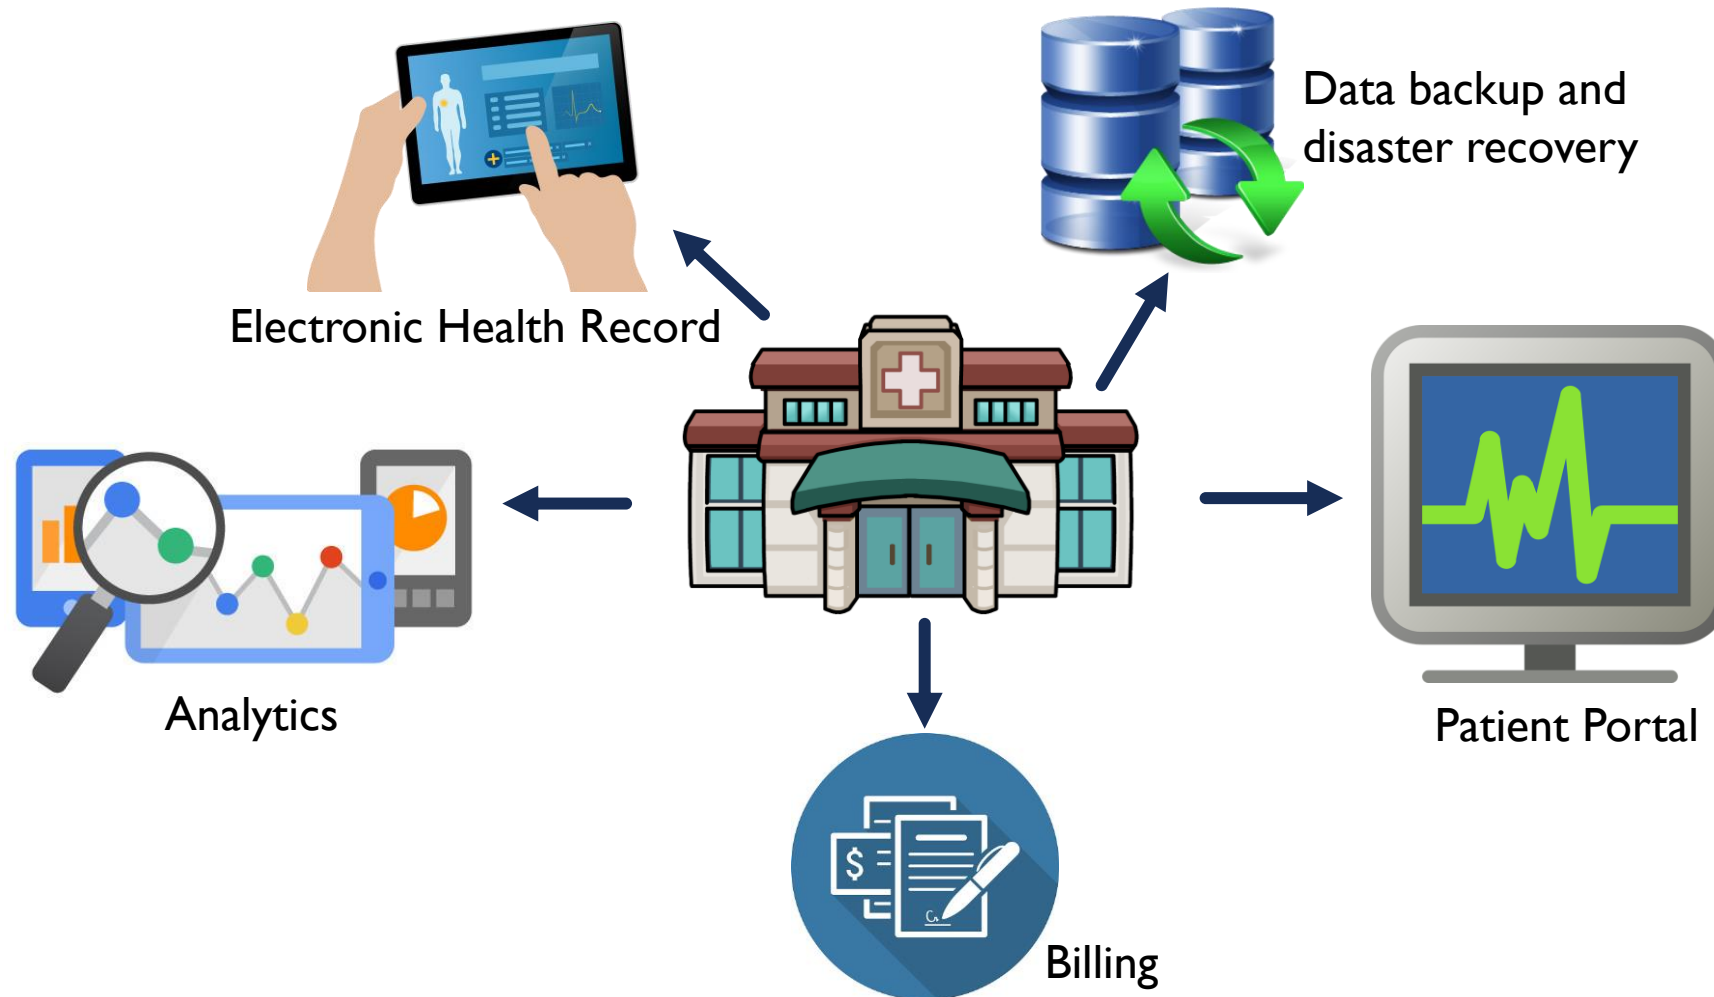 Data backup and
disaster recovery
Electronic Health Record
Analytics
Patient Portal
$
Billing